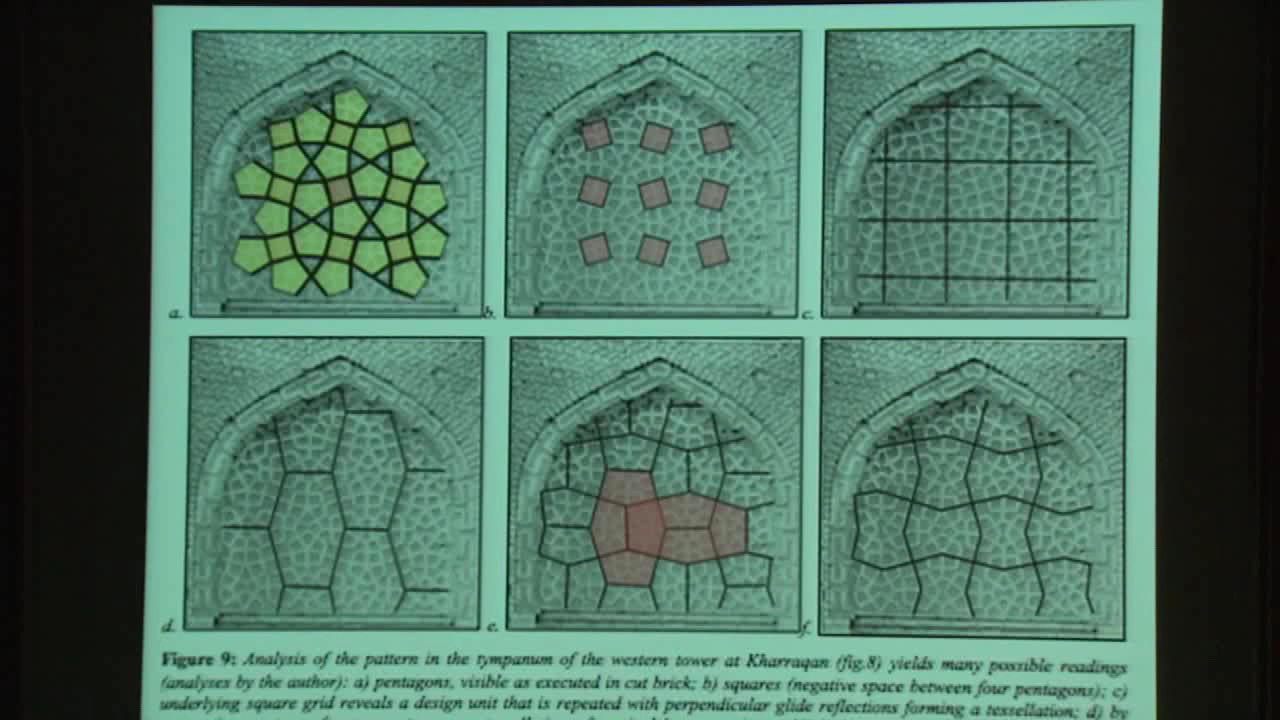 a.
b.
c.
d.
e.
f.
Figure 9: Analysis of the pattern in the tympanum of the western tower at Kharraqan (fig.8) yields many possible readings
(analyses by the author): a) pentagons, visible as executed in cut brick; b) squares (negative space between four pentagons); c)
underlying square grid reveals a design unit that is repeated with perpendicular glide reflections forming a tessellation; d) by